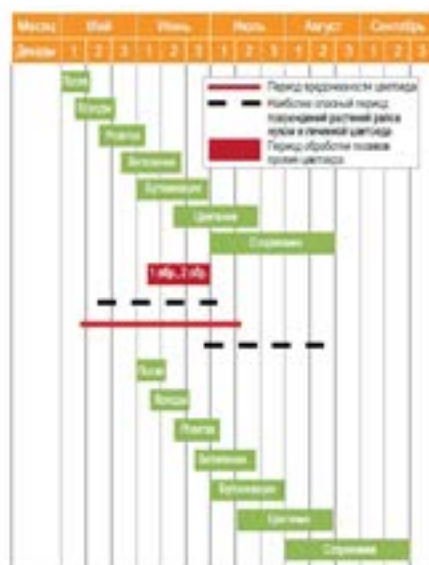 Месяц Май Июнь Июль Август Сентябрь
Декады 1 2 3 1 2 3 1 2 3 1 2 3 1 2 3
Посев
Всходы
Розетка
Ветвление
Бутонизация
Цветение
Созревание
Период вредоносности цветоеда
Наиболее опасный период
повреждений растений рапса
жуком и личинкой цветоеда
Период обработки посевов
против цветоеда
1 обр., 2 обр.
Посев
Всходы
Розетка
Ветвление
Бутонизация
Цветение
Созревание